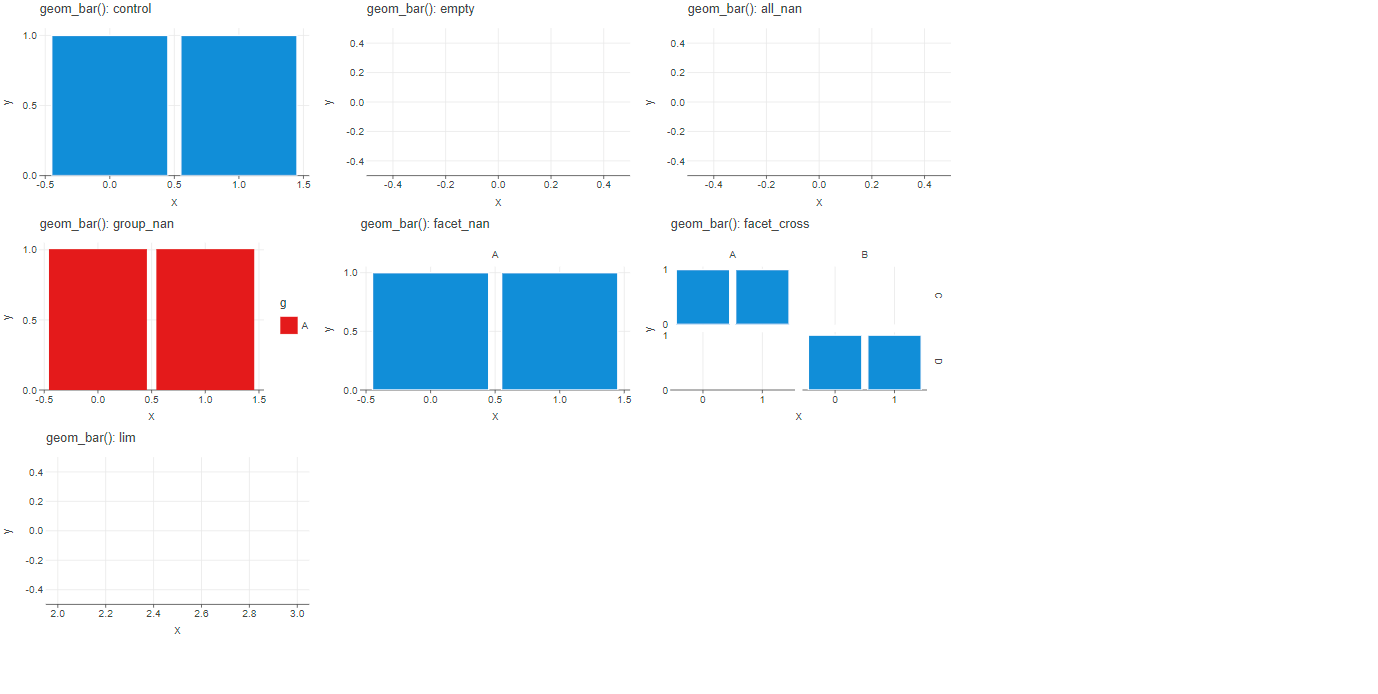 geom_bar(): control
1.0
0.5
0.0
y
-0.5 0.0 0.5 1.0 1.5
x
geom_bar(): empty
0.4
0.2
0.0
-0.2
-0.4
y
-0.4 -0.2 0.0 0.2 0.4
x
geom_bar(): all_nan
0.4
0.2
0.0
-0.2
-0.4
y
-0.4 -0.2 0.0 0.2 0.4
x
geom_bar(): group_nan
1.0
0.5
0.0
y
-0.5 0.0 0.5 1.0 1.5
x
g
A
geom_bar(): facet_nan
A
1.0
0.5
0.0
y
-0.5 0.0 0.5 1.0 1.5
x
geom_bar(): facet_cross
A B
1
0
C
1
0
D
y
0 1 0 1
x
geom_bar(): lim
0.4
0.2
0.0
-0.2
-0.4
y
2.0 2.2 2.4 2.6 2.8 3.0
x